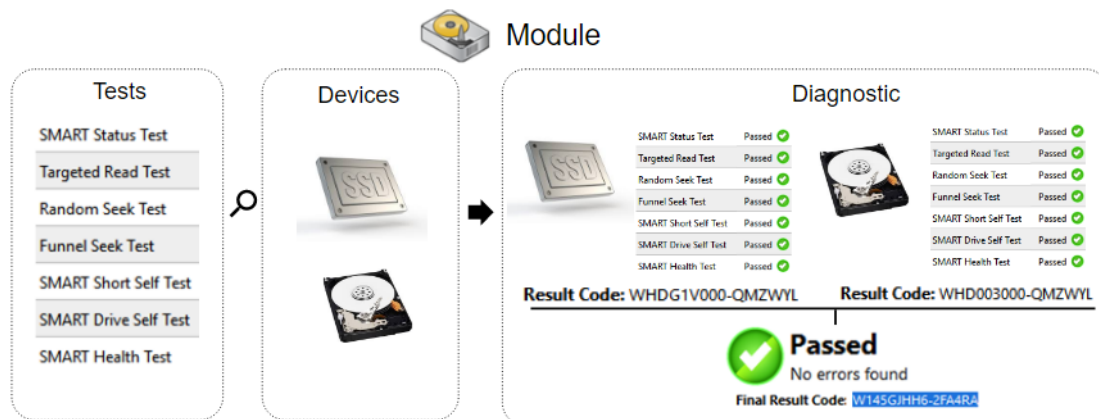 Module
Tests
SMART Status Test
Targeted Read Test
Random Seek Test
Funnel Seek Test
SMART Short Self Test
SMART Drive Self Test
SMART Health Test
Devices
SSD
Diagnostic
SSD
SMART Status Test Passed
Targeted Read Test Passed
Random Seek Test Passed
Funnel Seek Test Passed
SMART Short Self Test Passed
SMART Drive Self Test Passed
SMART Health Test Passed
Result Code: WHDG1V000-QMZWYL
SMART Status Test Passed
Targeted Read Test Passed
Random Seek Test Passed
Funnel Seek Test Passed
SMART Short Self Test Passed
SMART Drive Self Test Passed
SMART Health Test Passed
Result Code: WHD003000-QMZWYL
Passed
No errors found
Final Result Code: W145GJHH6-2FA4RA